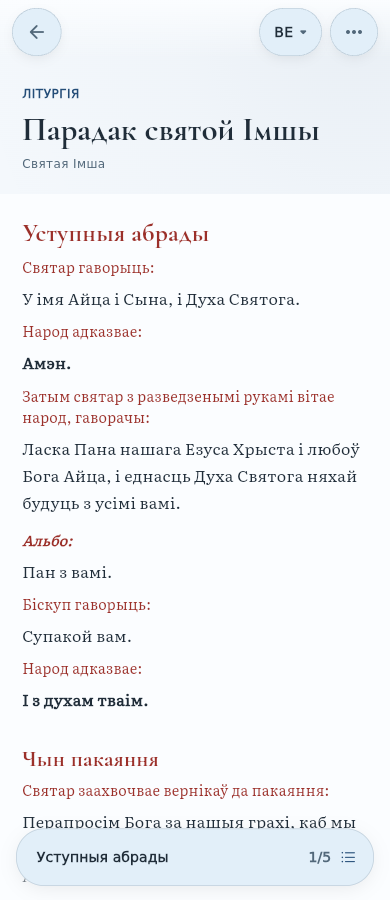 BE
ЛІТУРГІЯ
Парадак святой Імшы
Святая Імша
Уступныя абрады
Святар гаворыць:
У імя Айца і Сына, і Духа Святога.
Народ адказвае:
Амэн.
Затым святар з разведзенымі рукамі вітае
народ, гаворачы:
Ласка Пана нашага Езуса Хрыста і любоў
Бога Айца, і еднасць Духа Святога няхай
будуць з усімі вамі.
Альбо:
Пан з вамі.
Біскуп гаворыць:
Супакой вам.
Народ адказвае:
І з духам тваім.
Чын пакаяння
Святар заахвочвае вернікаў да пакаяння:
Перапросім Бога за нашыя грахі, каб мы
Уступныя абрады
1/5